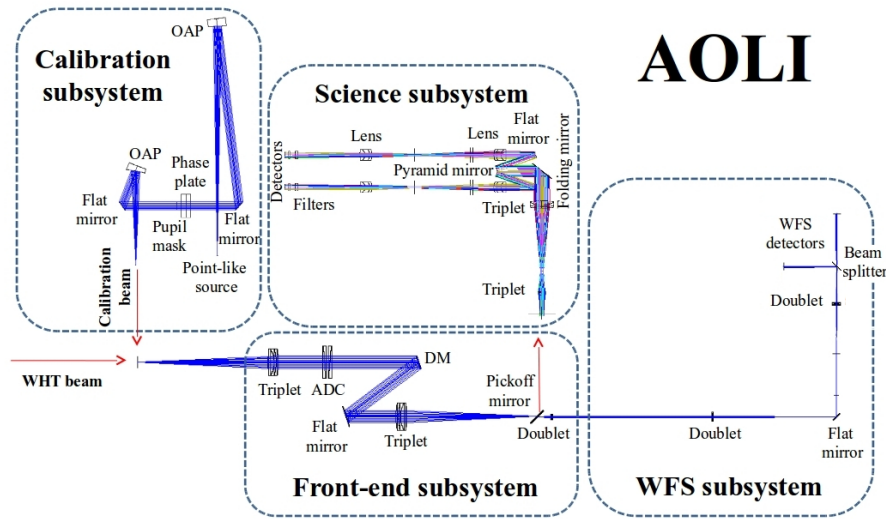 AOLI
Calibration
subsystem
OAP
OAP
Phase
plate
Flat
mirror
Pupil
mask
Flat
mirror
Point-like
source
Calibration
beam
Science subsystem
Lens
Lens
Flat
mirror
Folding mirror
Detectors
Pyramid mirror
Filters
Triplet
Triplet
WHT beam
Triplet
ADC
DM
Flat
mirror
Triplet
Pickoff
mirror
Doublet
Front-end subsystem
WFS
detectors
Beam
splitter
Doublet
Doublet
Flat
mirror
WFS subsystem